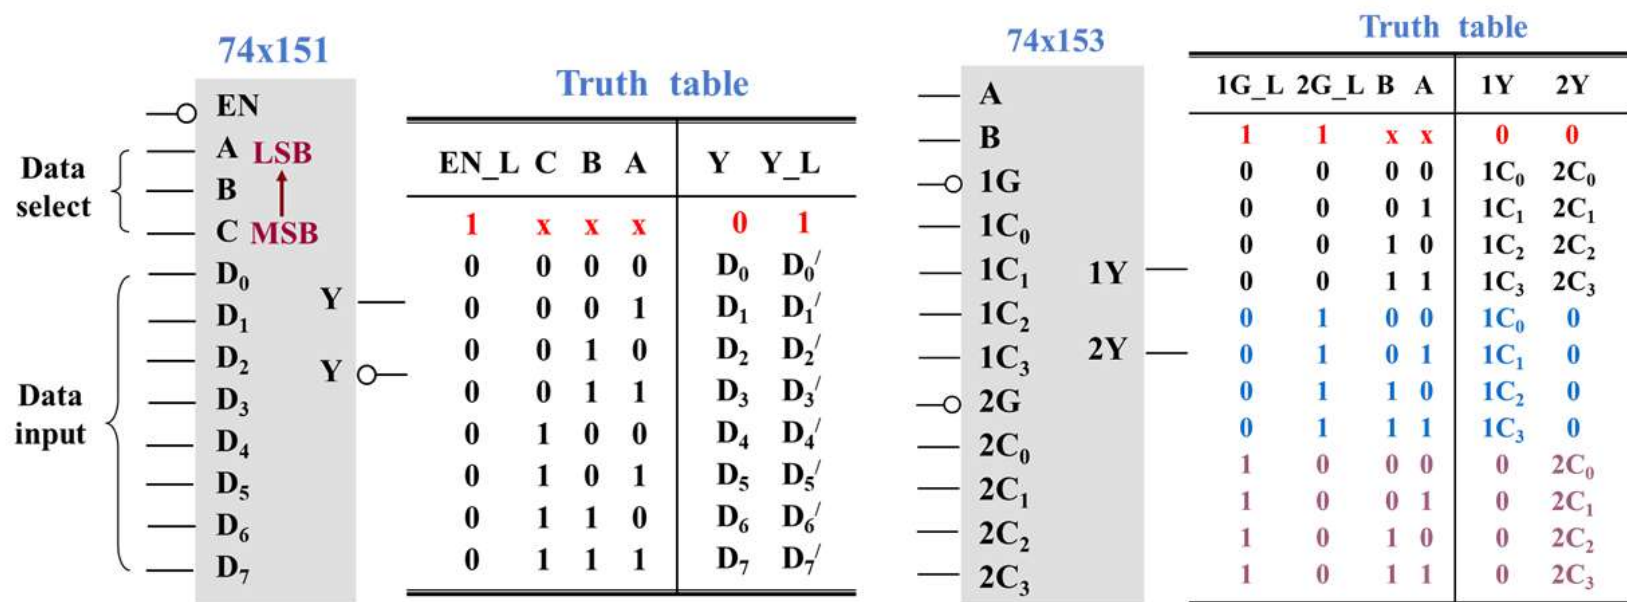 74x151
EN
A LSB
B
C MSB
D₀
D₁
D₂
D₃
D₄
D₅
D₆
D₇
Y
Y
Data
select
Data
input
Truth table
EN_L C B A Y Y_L
1 x x x 0 1
0 0 0 0 D₀ D₀′
0 0 0 1 D₁ D₁′
0 0 1 0 D₂ D₂′
0 0 1 1 D₃ D₃′
0 1 0 0 D₄ D₄′
0 1 0 1 D₅ D₅′
0 1 1 0 D₆ D₆′
0 1 1 1 D₇ D₇′
74x153
A
B
1G
1C₀
1C₁
1C₂
1C₃
2G
2C₀
2C₁
2C₂
2C₃
1Y
2Y
Truth table
1G_L 2G_L B A 1Y 2Y
1 1 x x 0 0
0 0 0 0 1C₀ 2C₀
0 0 0 1 1C₁ 2C₁
0 0 1 0 1C₂ 2C₂
0 0 1 1 1C₃ 2C₃
0 1 0 0 1C₀ 0
0 1 0 1 1C₁ 0
0 1 1 0 1C₂ 0
0 1 1 1 1C₃ 0
1 0 0 0 0 2C₀
1 0 0 1 0 2C₁
1 0 1 0 0 2C₂
1 0 1 1 0 2C₃